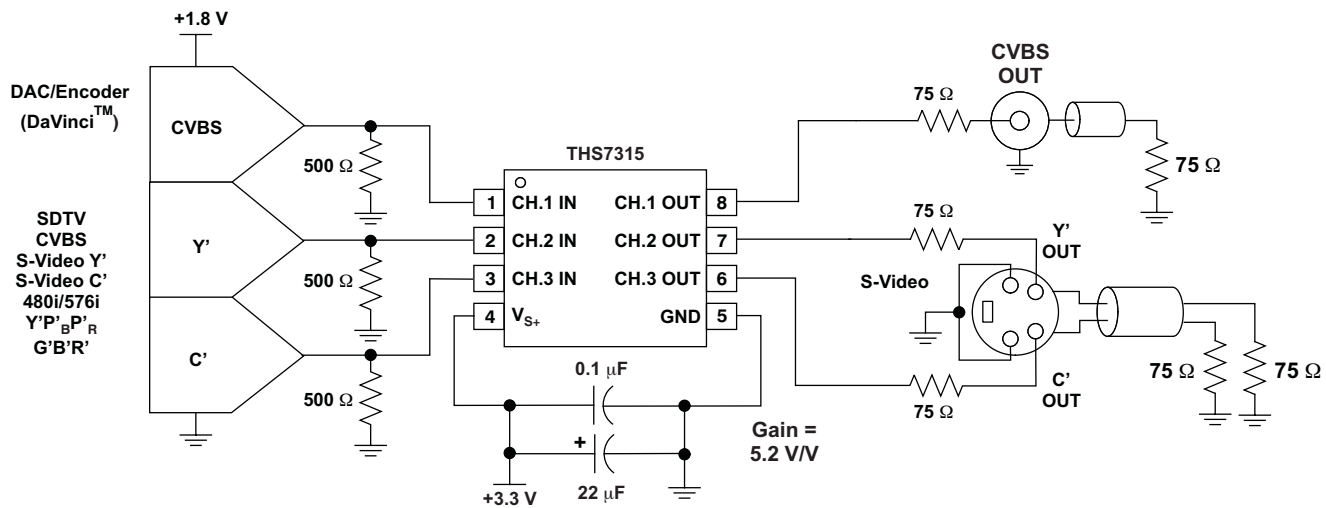 +1.8 V
DAC/Encoder
(DaVinci™)
CVBS
500 Ω
SDTV
CVBS
S-Video Y'
S-Video C'
480i/576i
Y'P'BP'R
G'B'R'
Y'
500 Ω
C'
500 Ω
THS7315
1 CH.1 IN CH.1 OUT 8
2 CH.2 IN CH.2 OUT 7
3 CH.3 IN CH.3 OUT 6
4 VS+ GND 5
0.1 μF
+
22 μF
+3.3 V
Gain =
5.2 V/V
CVBS
OUT
75 Ω
75 Ω
75 Ω
Y'
OUT
S-Video
75 Ω
C'
OUT
75 Ω
75 Ω